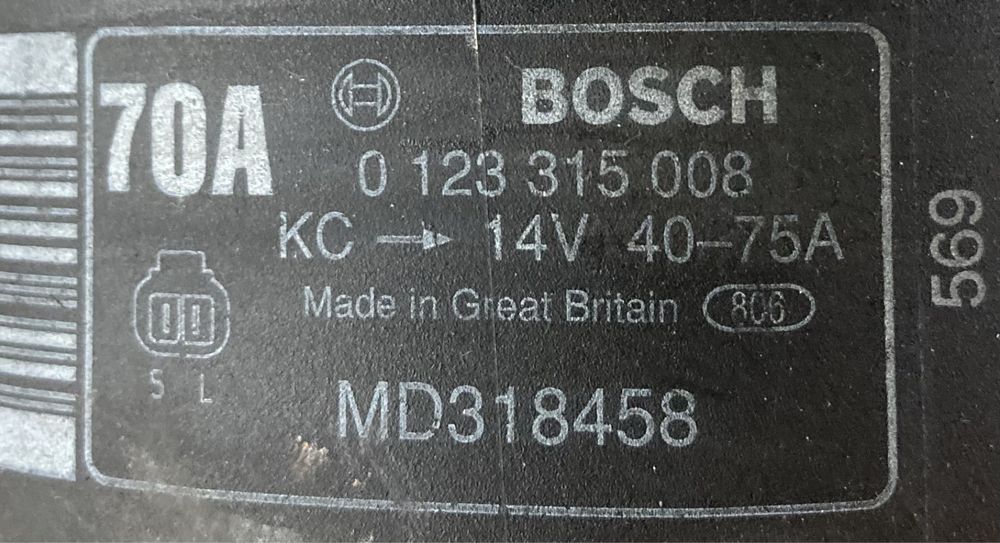 70A BOSCH
0 123 315 008
KC 14V 40–75A
Made in Great Britain 806
S L
MD318458
569